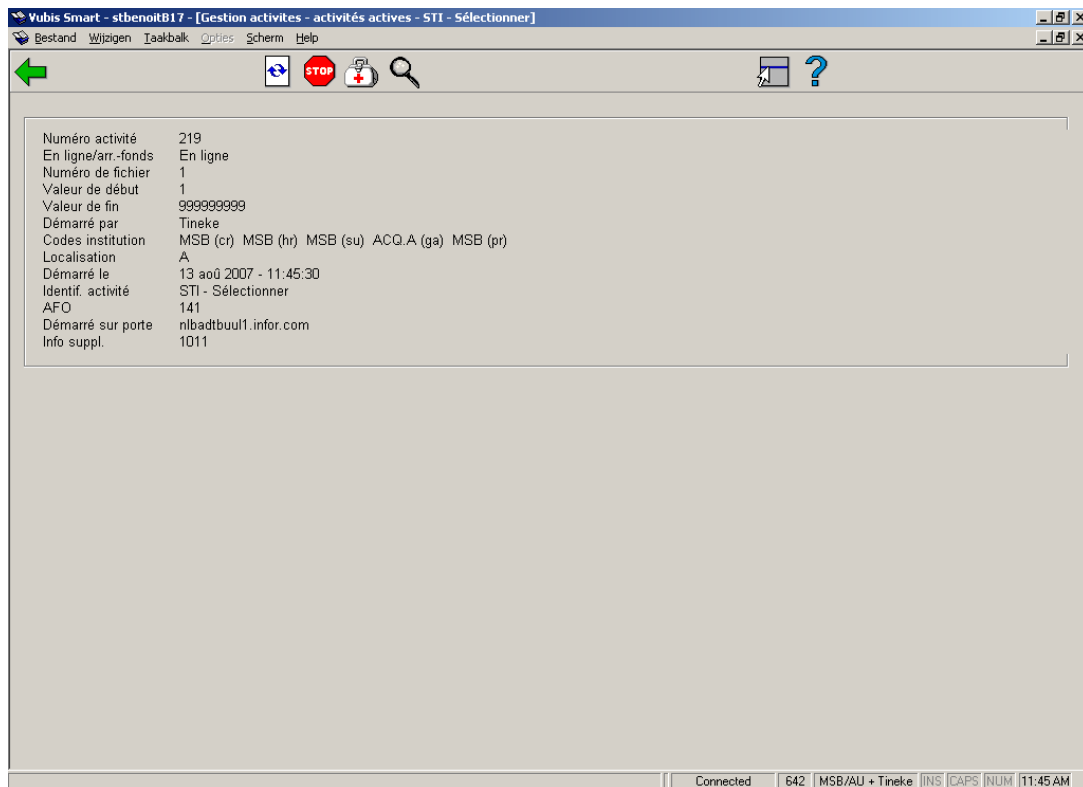 Vubis Smart - stbenoitB17 - [Gestion activites - activités actives - STI - Sélectionner]
Bestand Wijzigen Taakbalk Opties Scherm Help
STOP ?
Numéro activité 219
En ligne/arr.-fonds En ligne
Numéro de fichier 1
Valeur de début 1
Valeur de fin 999999999
Démarré par Tineke
Codes institution MSB (cr) MSB (hr) MSB (su) ACQ.A (ga) MSB (pr)
Localisation A
Démarré le 13 aoû 2007 - 11:45:30
Identif. activité STI - Sélectionner
AFO 141
Démarré sur porte nlbadtbuul1.infor.com
Info suppl. 1011
Connected 642 MSB/AU + Tineke INS CAPS NUM 11:45 AM